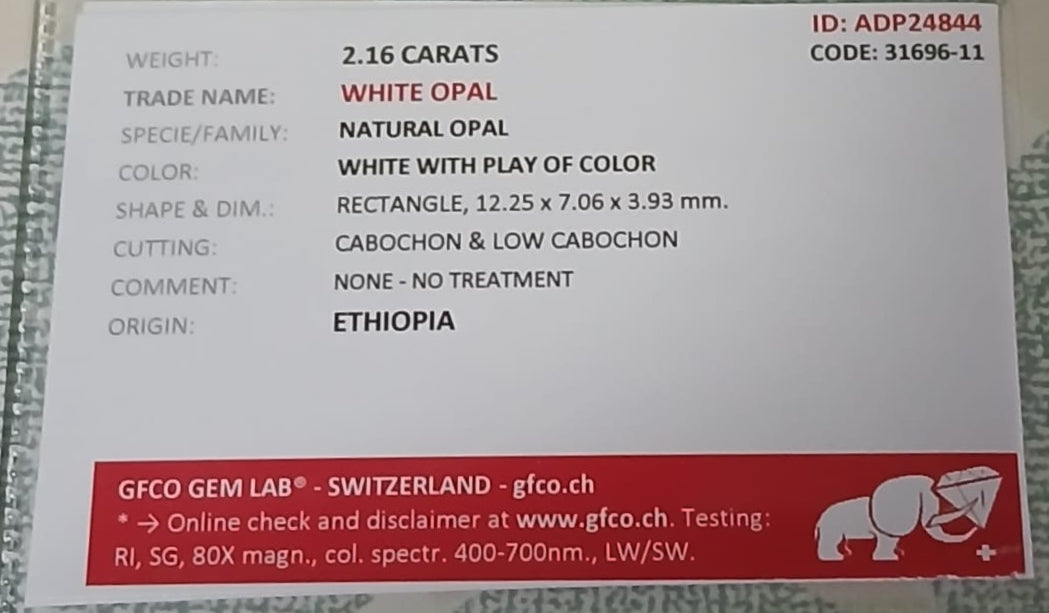 ID: ADP24844
CODE: 31696-11
WEIGHT: 2.16 CARATS
TRADE NAME: WHITE OPAL
SPECIE/FAMILY: NATURAL OPAL
COLOR: WHITE WITH PLAY OF COLOR
SHAPE & DIM.: RECTANGLE, 12.25 x 7.06 x 3.93 mm.
CUTTING: CABOCHON & LOW CABOCHON
COMMENT: NONE - NO TREATMENT
ORIGIN: ETHIOPIA
GFCO GEM LAB® - SWITZERLAND - gfco.ch
* → Online check and disclaimer at www.gfco.ch. Testing:
RI, SG, 80X magn., col. spectr. 400-700nm., LW/SW.